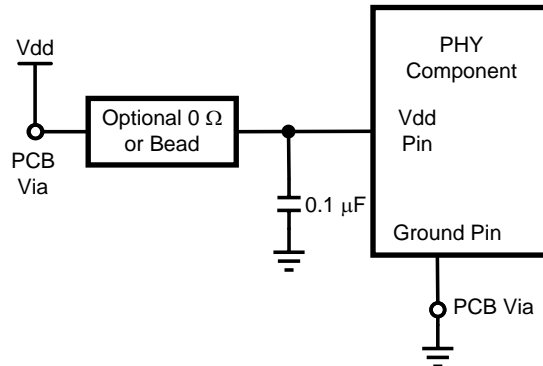 Vdd
PCB
Via
Optional 0 Ω
or Bead
0.1 μF
PHY
Component
Vdd
Pin
Ground Pin
PCB Via